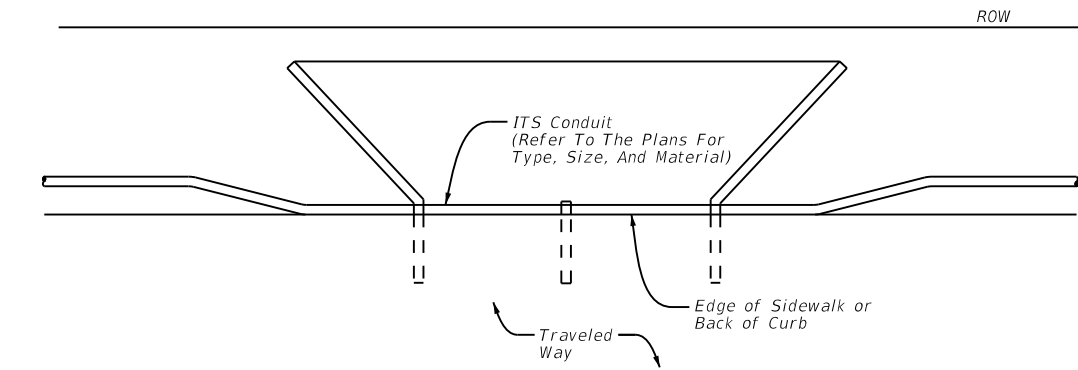 ROW
ITS Conduit
(Refer To The Plans For
Type, Size, And Material)
Edge of Sidewalk or
Back of Curb
Traveled
Way